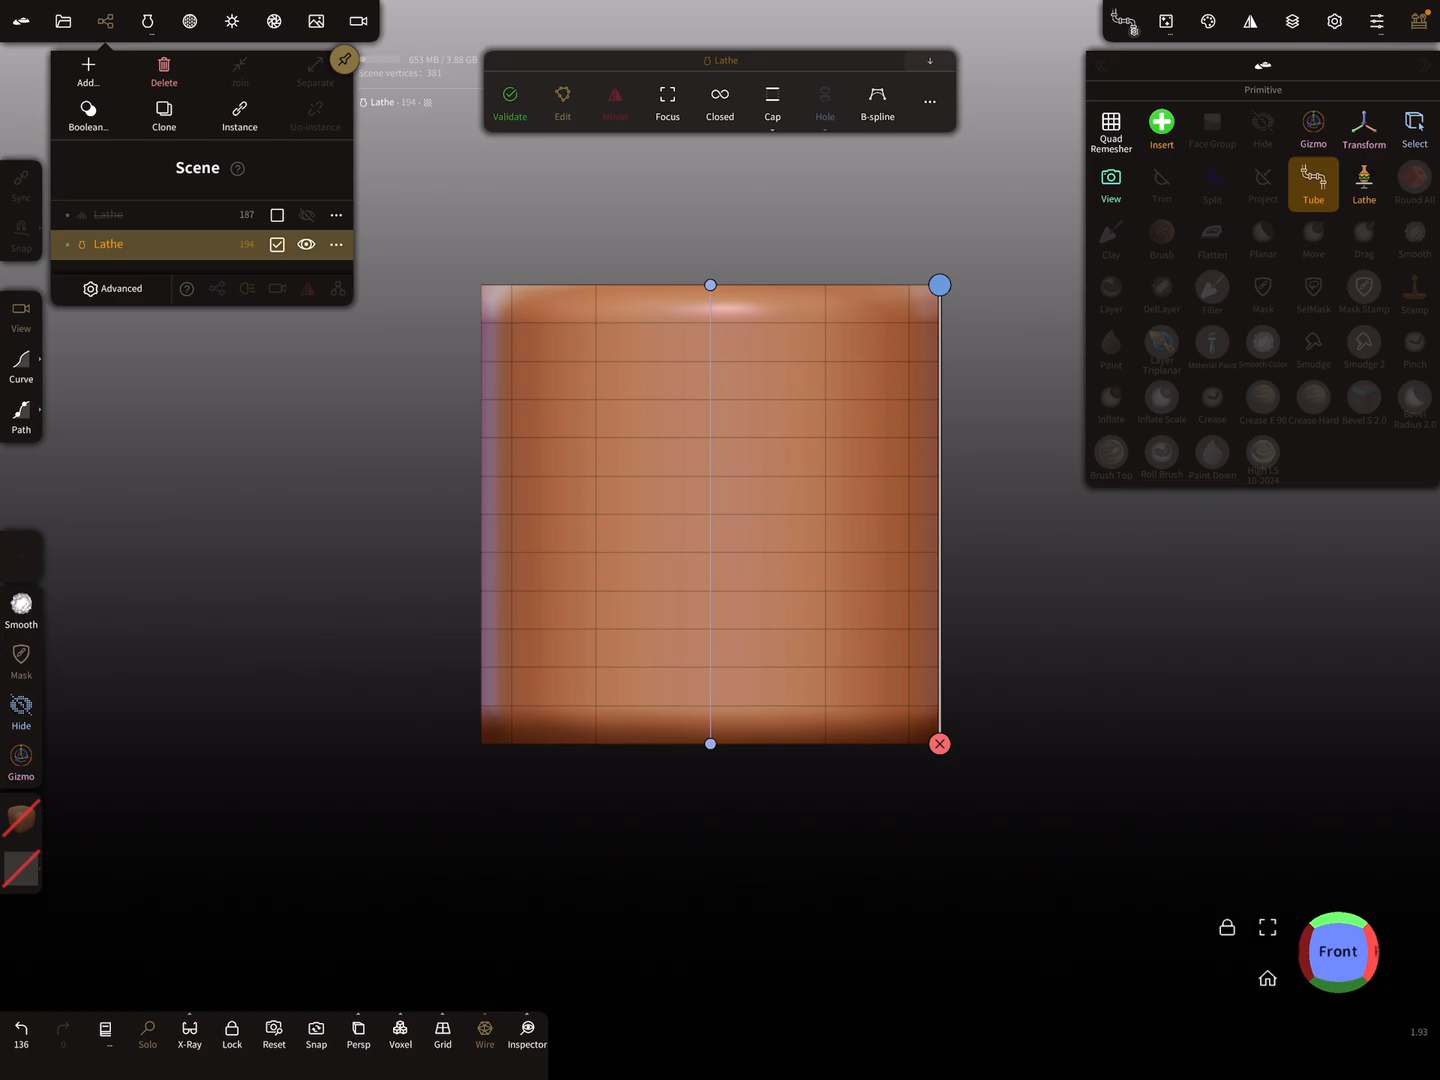 653 MB / 3.88 GB
Scene vertices: 381
Lathe - 194 -
Add...
Delete
Join
Separate
Boolean...
Clone
Instance
Un-instance
Scene
Lathe 187
Lathe 194
Advanced
Lathe
Validate
Edit
Mirror
Focus
Closed
Cap
Hole
B-spline
Primitive
Quad Remesher
Insert
Face Group
Hide
Gizmo
Transform
Select
View
Trim
Split
Project
Tube
Lathe
Round All
Clay
Brush
Flatten
Planar
Move
Drag
Smooth
Layer
DelLayer
Filler
Mask
SelMask
Mask Stamp
Stamp
Paint
Layer Triplanar
Material Paint
Smooth Color
Smudge
Smudge 2
Pinch
Inflate
Inflate Scale
Crease
Crease E 90
Crease Hard
Bevel S 2.0
Bevel Radius 2.0
Brush Top
Roll Brush
Paint Down
High LS 10-2024
Sync
Snap
View
Curve
Path
Smooth
Mask
Hide
Gizmo
Front
136
0
...
Solo
X-Ray
Lock
Reset
Snap
Persp
Voxel
Grid
Wire
Inspector
1.93